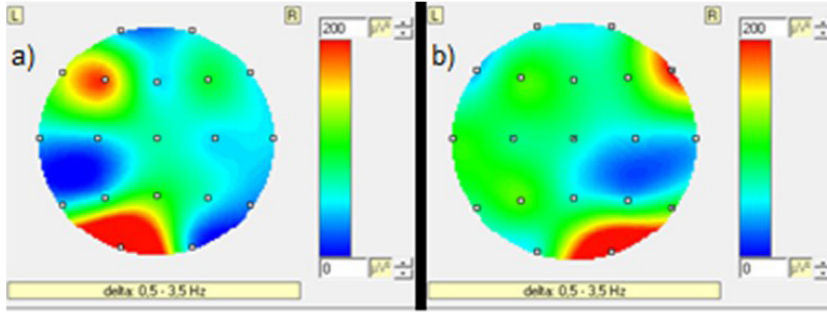 L
R
200
µV²
a)
0
µV²
delta: 0,5 - 3,5 Hz
L
R
200
µV²
b)
0
µV²
delta: 0,5 - 3,5 Hz